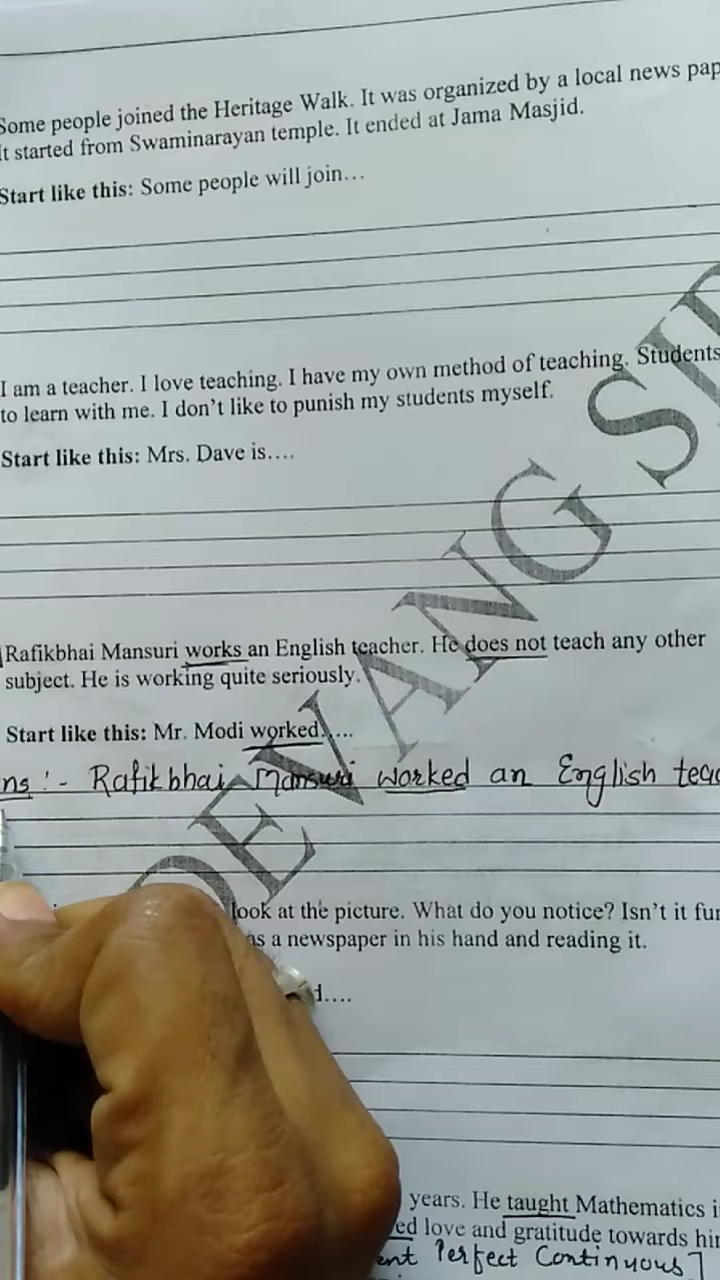 Some people joined the Heritage Walk. It was organized by a local news pap
It started from Swaminarayan temple. It ended at Jama Masjid.
Start like this: Some people will join…
I am a teacher. I love teaching. I have my own method of teaching. Students
to learn with me. I don't like to punish my students myself.
Start like this: Mrs. Dave is….
Rafikbhai Mansuri works an English teacher. He does not teach any other
subject. He is working quite seriously.
Start like this: Mr. Modi worked…..
ns :- Rafikbhai Mansuri worked an English teac
look at the picture. What do you notice? Isn't it fun
as a newspaper in his hand and reading it.
d….
years. He taught Mathematics i
ed love and gratitude towards hi
ent Perfect Continuous]
DEVANG SI